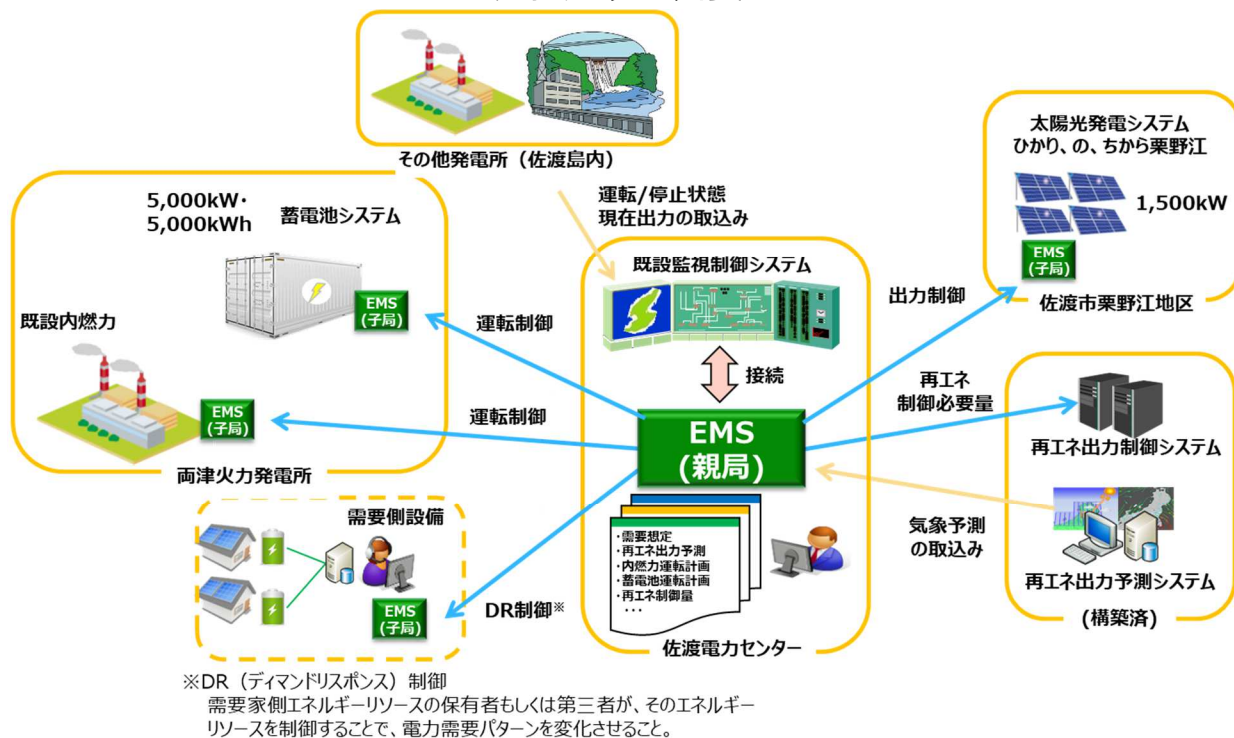 その他発電所（佐渡島内）
5,000kW・
5,000kWh
蓄電池システム
EMS
(子局)
既設内燃力
EMS
(子局)
両津火力発電所
運転/停止状態
現在出力の取込み
既設監視制御システム
接続
EMS
(親局)
・需要想定
・再エネ出力予測
・内燃力運転計画
・蓄電池運転計画
・再エネ制御量
・・・
佐渡電力センター
運転制御
運転制御
DR制御※
需要側設備
EMS
(子局)
太陽光発電システム
ひかり、の、ちから栗野江
1,500kW
EMS
(子局)
佐渡市栗野江地区
出力制御
再エネ
制御必要量
再エネ出力制御システム
気象予測
の取込み
再エネ出力予測システム
(構築済)
※DR（ディマンドリスポンス）制御
需要家側エネルギーリソースの保有者もしくは第三者が、そのエネルギー
リソースを制御することで、電力需要パターンを変化させること。